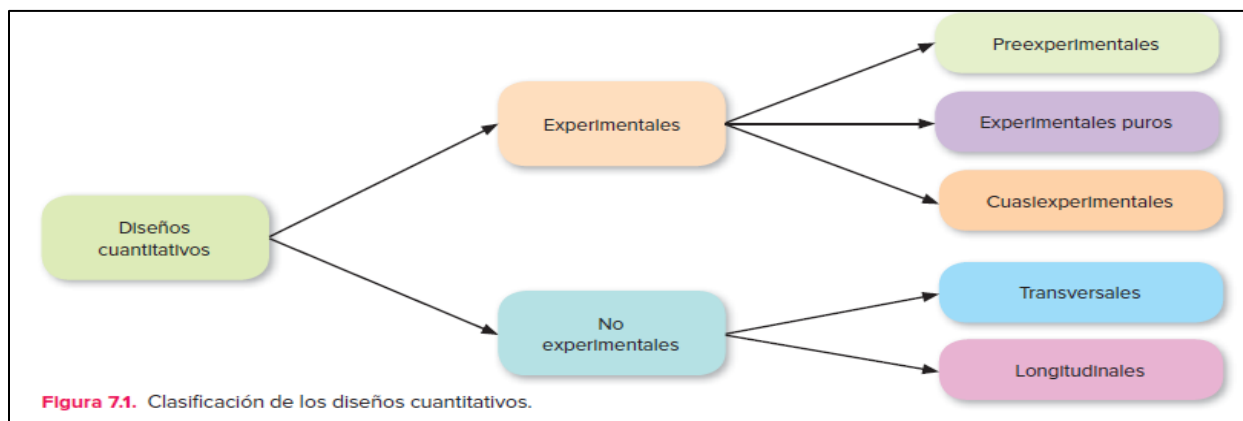 Preexperimentales
Experimentales
Experimentales puros
Cuasiexperimentales
Diseños
cuantitativos
Transversales
No
experimentales
Longitudinales
Figura 7.1. Clasificación de los diseños cuantitativos.